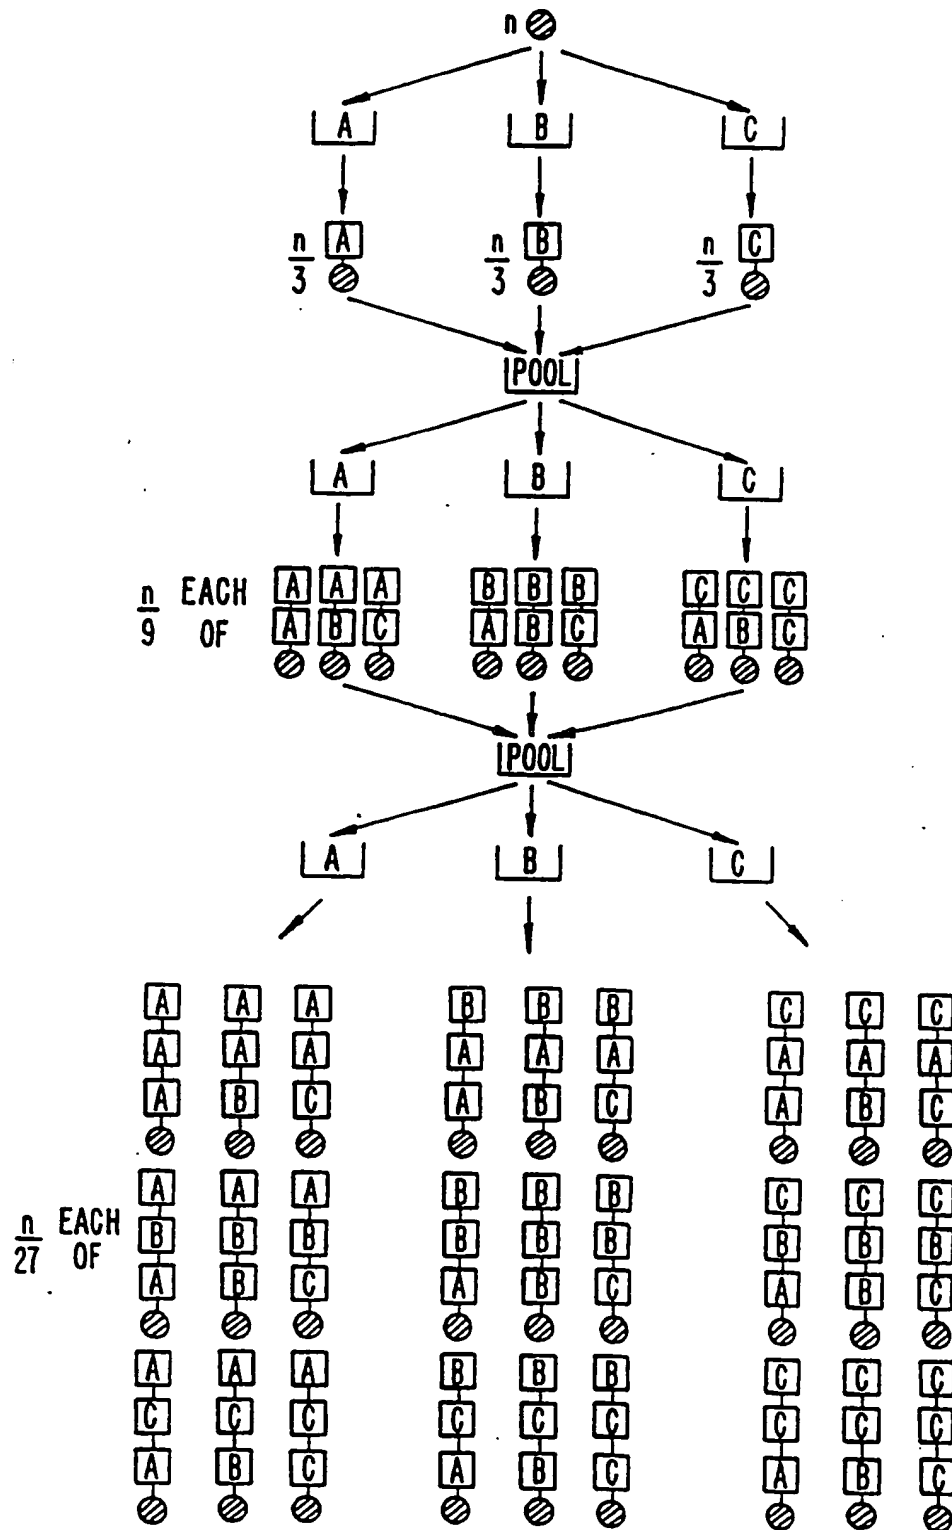 n
A B C
n/3 A n/3 B n/3 C
POOL
A B C
n/9 EACH OF
A A A B B B C C C
A B C A B C A B C
POOL
A B C
A A A B B B C C C
A A A A A A A A A
A B C A B C A B C
n/27 EACH OF
A A A B B B C C C
B B B B B B B B B
A B C A B C A B C
A A A B B B C C C
C C C C C C C C C
A B C A B C A B C